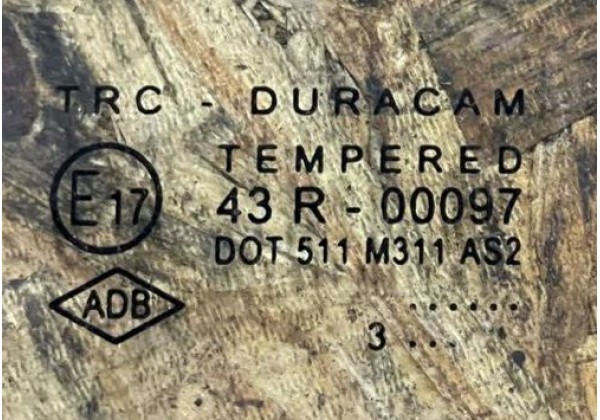 TRC - DURACAM
TEMPERED
E17
43 R - 00097
DOT 511 M311 AS2
ADB
......
3 ...